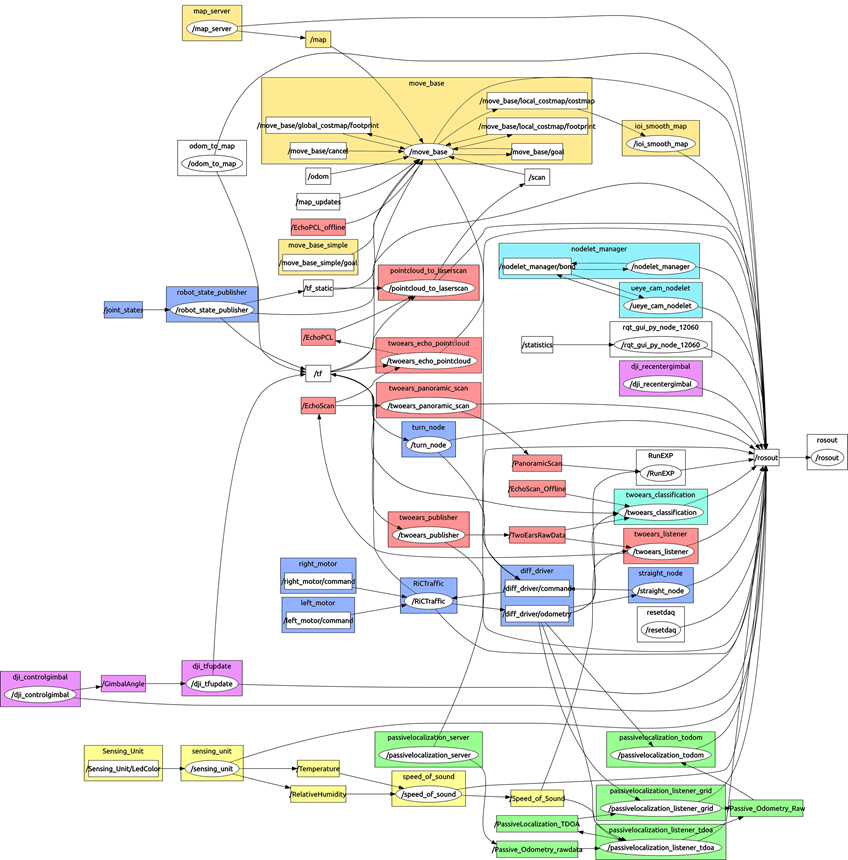 map_server
/map_server
/map
move_base
/move_base/local_costmap/costmap
/move_base/global_costmap/footprint
/move_base/local_costmap/footprint
ioi_smooth_map
/ioi_smooth_map
odom_to_map
/odom_to_map
/move_base/cancel
/move_base
/move_base/goal
/odom
/scan
/map_updates
/EchoPCL_offline
move_base_simple
/move_base_simple/goal
nodelet_manager
/nodelet_manager/bond
/nodelet_manager
pointcloud_to_laserscan
/pointcloud_to_laserscan
/tf_static
robot_state_publisher
/robot_state_publisher
/joint_states
ueye_cam_nodelet
/ueye_cam_nodelet
rqt_gui_py_node_12060
/rqt_gui_py_node_12060
/statistics
/EchoPCL
twoears_echo_pointcloud
/twoears_echo_pointcloud
dji_recentergimbal
/dji_recentergimbal
/tf
twoears_panoramic_scan
/twoears_panoramic_scan
/EchoScan
turn_node
/turn_node
rosout
/rosout
/rosout
/PanoramicScan
RunEXP
/RunEXP
/EchoScan_Offline
twoears_classification
/twoears_classification
twoears_publisher
/twoears_publisher
/TwoEarsRawData
twoears_listener
/twoears_listener
right_motor
/right_motor/command
left_motor
/left_motor/command
RiCTraffic
/RiCTraffic
diff_driver
/diff_driver/command
/diff_driver/odometry
straight_node
/straight_node
resetdaq
/resetdaq
dji_controlgimbal
/dji_controlgimbal
/GimbalAngle
dji_tfupdate
/dji_tfupdate
passivelocalization_server
/passivelocalization_server
passivelocalization_todom
/passivelocalization_todom
Sensing_Unit
/Sensing_Unit/LedColor
sensing_unit
/sensing_unit
/Temperature
/RelativeHumidity
speed_of_sound
/speed_of_sound
/Speed_of_Sound
passivelocalization_listener_grid
/passivelocalization_listener_grid
/Passive_Odometry_Raw
/PassiveLocalization_TDOA
passivelocalization_listener_tdoa
/passivelocalization_listener_tdoa
/Passive_Odometry_rawdata